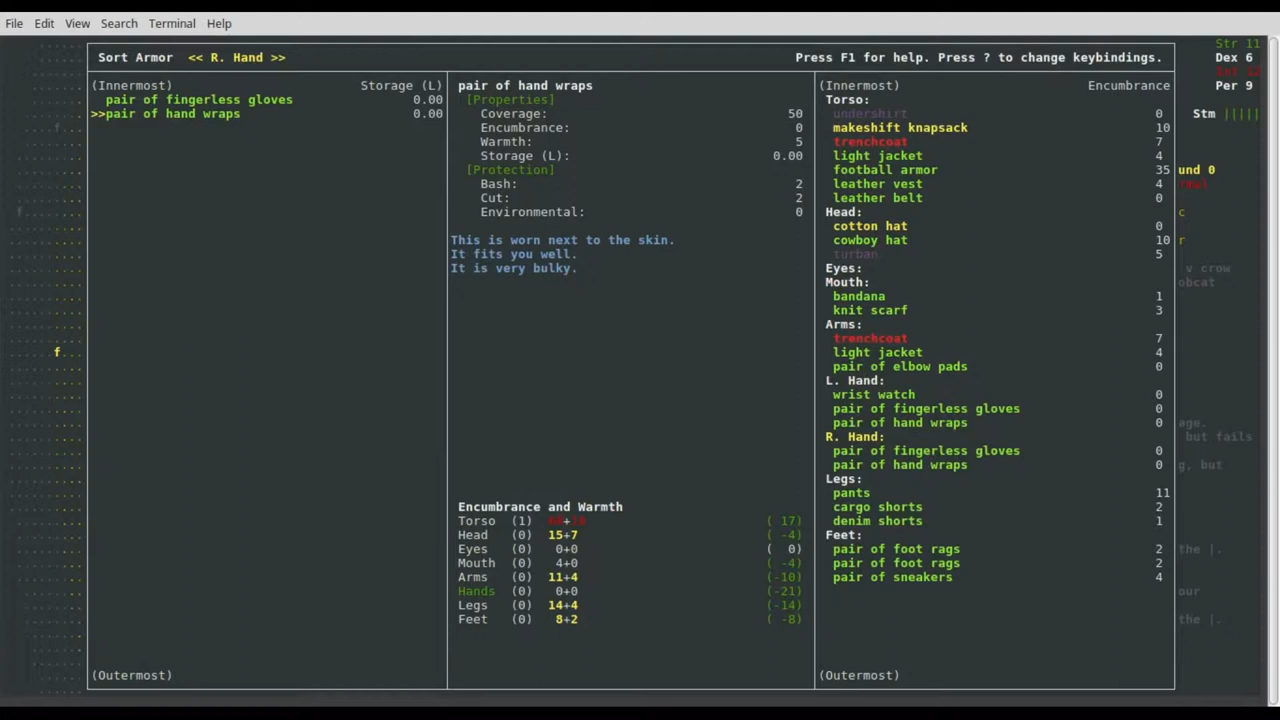 File Edit View Search Terminal Help
Str 11
Sort Armor << R. Hand >> Press F1 for help. Press ? to change keybindings. Dex 6
Per 9
(Innermost) Storage (L)
pair of fingerless gloves 0.00
>>pair of hand wraps 0.00
(Outermost)
pair of hand wraps
[Properties]
Coverage: 50
Encumbrance: 0
Warmth: 5
Storage (L): 0.00
[Protection]
Bash: 2
Cut: 2
Environmental: 0
This is worn next to the skin.
It fits you well.
It is very bulky.
Encumbrance and Warmth
Torso (1) ( 17)
Head (0) 15+7 ( -4)
Eyes (0) 0+0 ( 0)
Mouth (0) 4+0 ( -4)
Arms (0) 11+4 (-10)
Hands (0) 0+0 (-21)
Legs (0) 14+4 (-14)
Feet (0) 8+2 ( -8)
(Innermost) Encumbrance
Torso:
undershirt 0
makeshift knapsack 10
trenchcoat 7
light jacket 4
football armor 35
leather vest 4
leather belt 0
Head:
cotton hat 0
cowboy hat 10
turban 5
Eyes:
Mouth:
bandana 1
knit scarf 3
Arms:
trenchcoat 7
light jacket 4
pair of elbow pads 0
L. Hand:
wrist watch 0
pair of fingerless gloves 0
pair of hand wraps 0
R. Hand:
pair of fingerless gloves 0
pair of hand wraps 0
Legs:
pants 11
cargo shorts 2
denim shorts 1
Feet:
pair of foot rags 2
pair of foot rags 2
pair of sneakers 4
(Outermost)
Stm |||||
und 0
c
r
v crow
obcat
age.
but fails
g, but
the |.
our
the |.
f
f
f